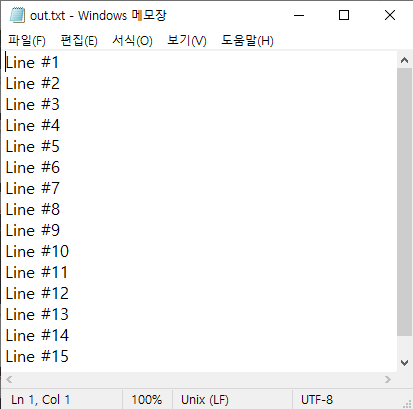 out.txt - Windows 메모장
파일(F) 편집(E) 서식(O) 보기(V) 도움말(H)
Line #1
Line #2
Line #3
Line #4
Line #5
Line #6
Line #7
Line #8
Line #9
Line #10
Line #11
Line #12
Line #13
Line #14
Line #15
Ln 1, Col 1 100% Unix (LF) UTF-8